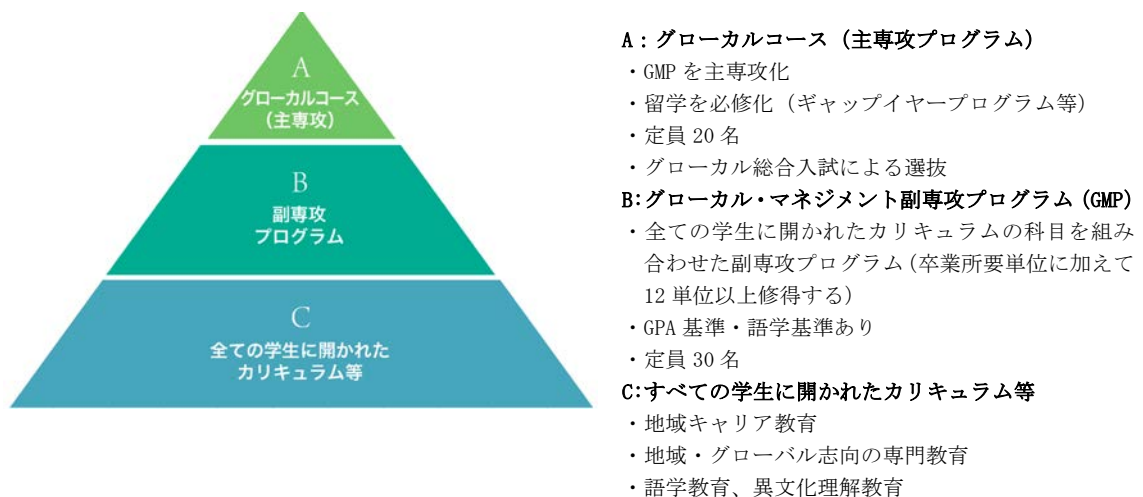 A
グローカルコース
(主専攻)
B
副専攻
プログラム
C
全ての学生に開かれた
カリキュラム等
A：グローカルコース（主専攻プログラム）
・GMP を主専攻化
・留学を必修化（ギャップイヤープログラム等）
・定員 20 名
・グローカル総合入試による選抜
B:グローカル・マネジメント副専攻プログラム（GMP）
・全ての学生に開かれたカリキュラムの科目を組み
合わせた副専攻プログラム（卒業所要単位に加えて
12 単位以上修得する）
・GPA 基準・語学基準あり
・定員 30 名
C:すべての学生に開かれたカリキュラム等
・地域キャリア教育
・地域・グローバル志向の専門教育
・語学教育、異文化理解教育